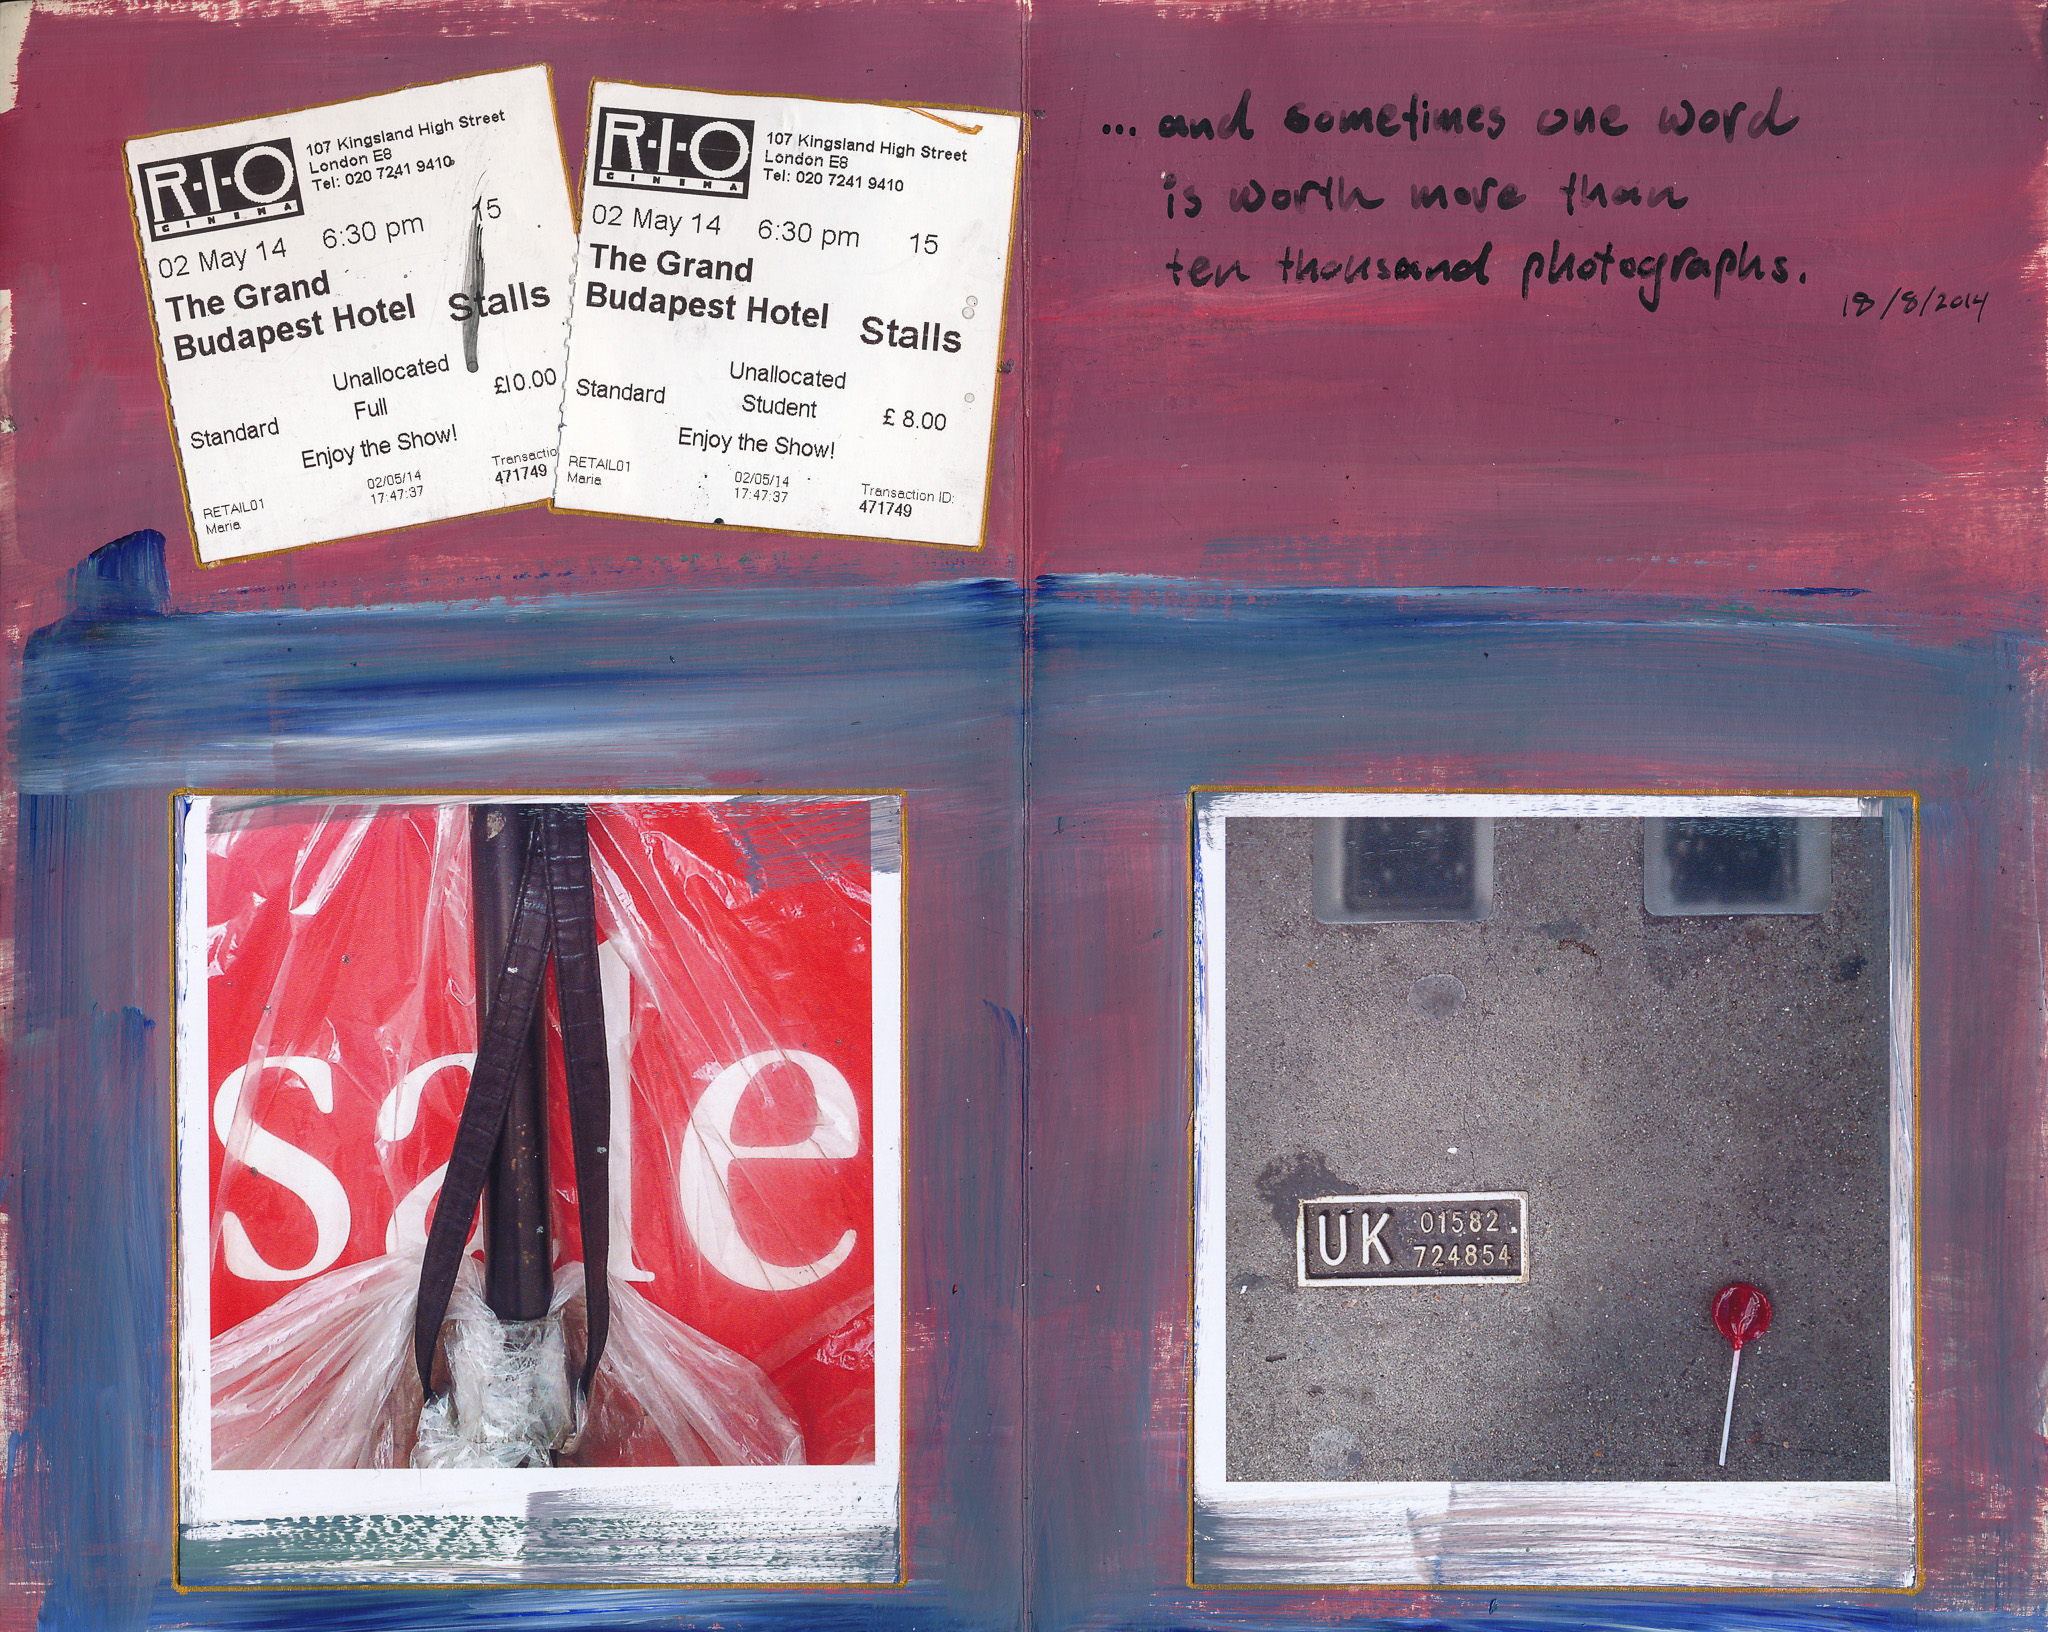 R·I·O
CINEMA
107 Kingsland High Street
London E8
Tel: 020 7241 9410
02 May 14 6:30 pm 15
The Grand
Budapest Hotel Stalls
Unallocated
Standard Full £10.00
Enjoy the Show!
RETAIL01
Maria
02/05/14
17:47:37
Transactio
471749
R·I·O
CINEMA
107 Kingsland High Street
London E8
Tel: 020 7241 9410
02 May 14 6:30 pm 15
The Grand
Budapest Hotel Stalls
Unallocated
Standard Student £ 8.00
Enjoy the Show!
RETAIL01
Maria
02/05/14
17:47:37
Transaction ID:
471749
... and sometimes one word
is worth more than
ten thousand photographs.
18/8/2014
sale
UK 01582
724854